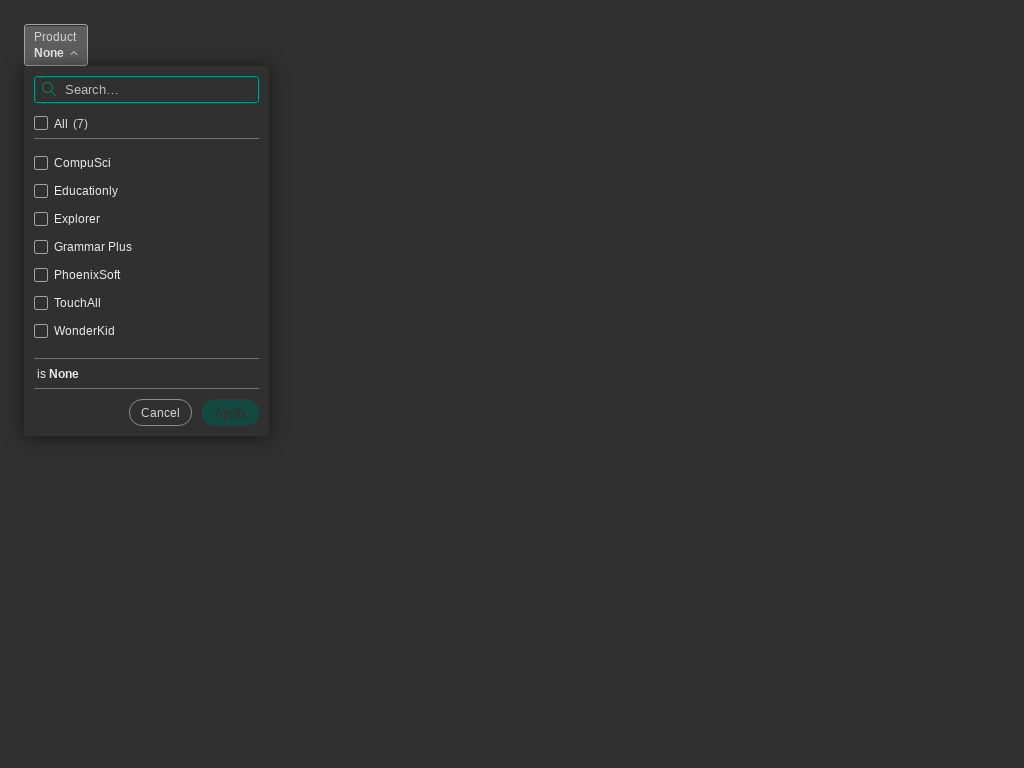 Product
None
Search…
All (7)
CompuSci
Educationly
Explorer
Grammar Plus
PhoenixSoft
TouchAll
WonderKid
is None
Cancel Apply